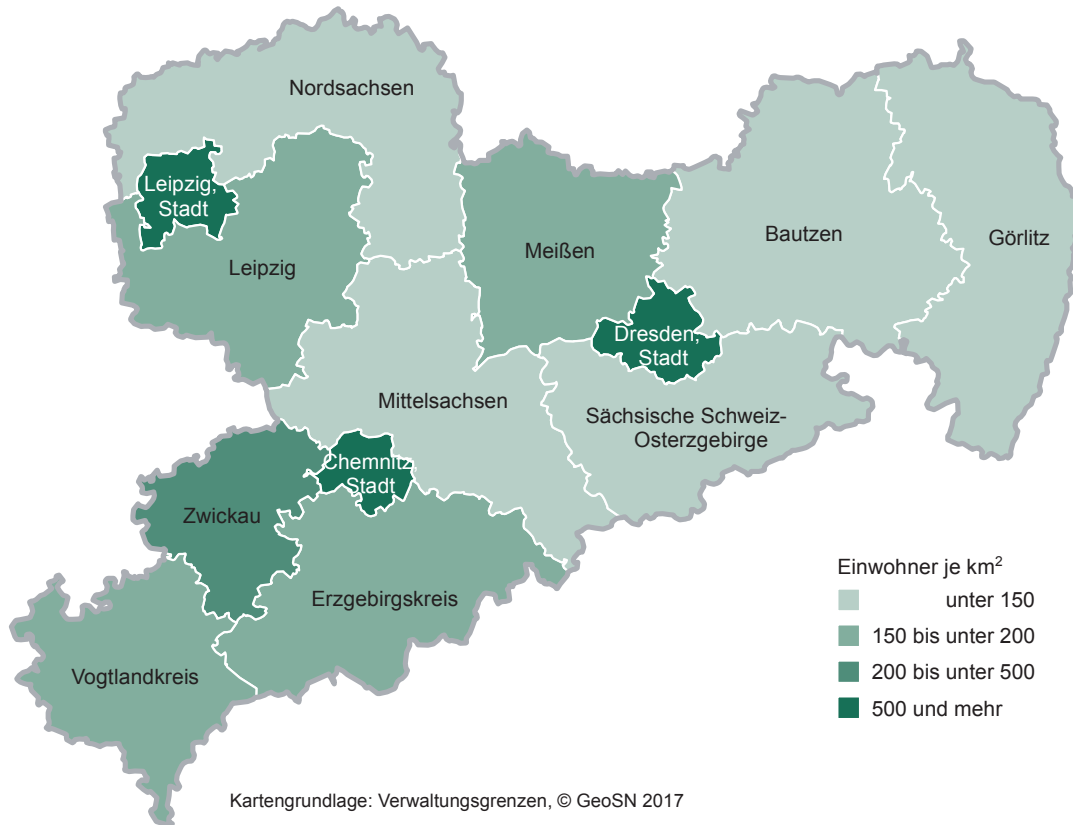 Nordsachsen
Leipzig,
Stadt
Leipzig
Meißen
Bautzen
Görlitz
Dresden,
Stadt
Mittelsachsen
Sächsische Schweiz-
Osterzgebirge
Chemnitz,
Stadt
Zwickau
Erzgebirgskreis
Vogtlandkreis
Einwohner je km²
unter 150
150 bis unter 200
200 bis unter 500
500 und mehr
Kartengrundlage: Verwaltungsgrenzen, © GeoSN 2017